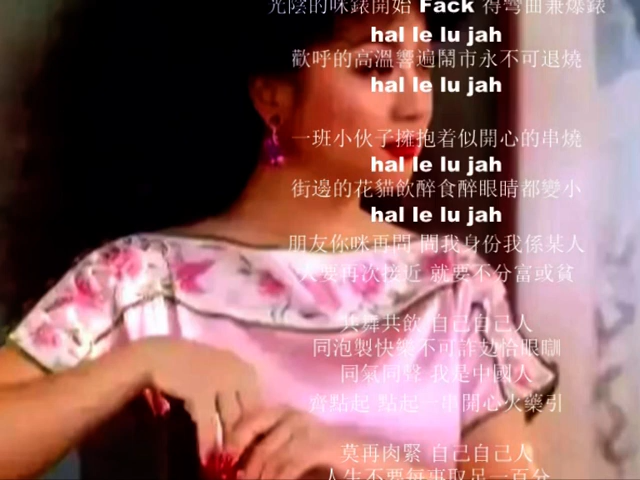 光陰的咪錶開始 Fack 得彎曲兼爆錶
hal le lu jah
歡呼的高溫響遍鬧市永不可退燒
hal le lu jah
一班小伙子擁抱着似開心的串燒
hal le lu jah
街邊的花貓飲醉食醉眼睛都變小
hal le lu jah
朋友你咪再問 問我身份我係某人
人要再次接近 就要不分富或貧
共舞共飲 自己自己人
同泡製快樂 不可詐 怡眼瞓
同氣同聲 我是中國人
齊點起 點起一串開心火藥引
莫再肉緊 自己自己人
人生不要每事取足一百分